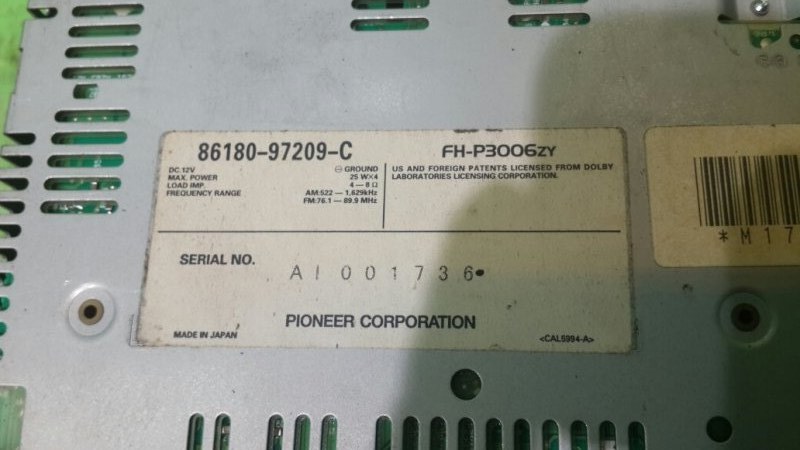 86180-97209-C
DC.12V ⊖ GROUND
MAX. POWER 25 W×4
LOAD IMP. 4 — 8 Ω
FREQUENCY RANGE AM:522 — 1,629kHz
FM:76.1 — 89.9 MHz
FH-P3006ZY
US AND FOREIGN PATENTS LICENSED FROM DOLBY
LABORATORIES LICENSING CORPORATION.
SERIAL NO. AI001736
PIONEER CORPORATION
MADE IN JAPAN
<CAL5994-A>
*M17